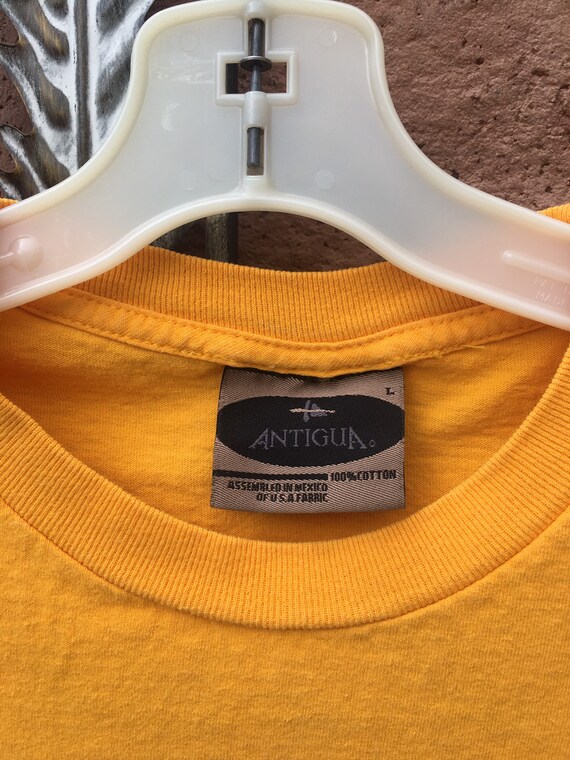 L
ANTIGUA
100% COTTON
ASSEMBLED IN MEXICO
OF U.S.A FABRIC